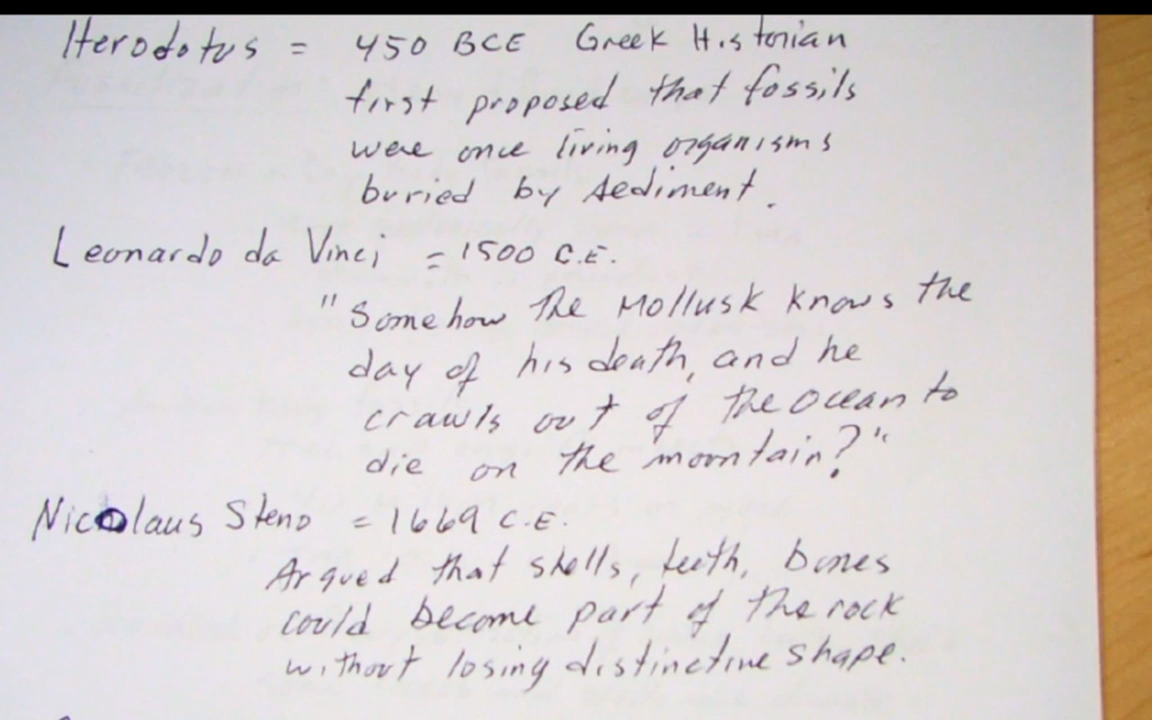 Herodotus = 450 BCE Greek Historian
first proposed that fossils
were once living organisms
buried by sediment.
Leonardo da Vinci = 1500 C.E.
"Somehow the Mollusk knows the
day of his death, and he
crawls out of the ocean to
die on the mountain?"
Nicolaus Steno = 1669 C.E.
Argued that shells, teeth, bones
could become part of the rock
without losing distinctive shape.